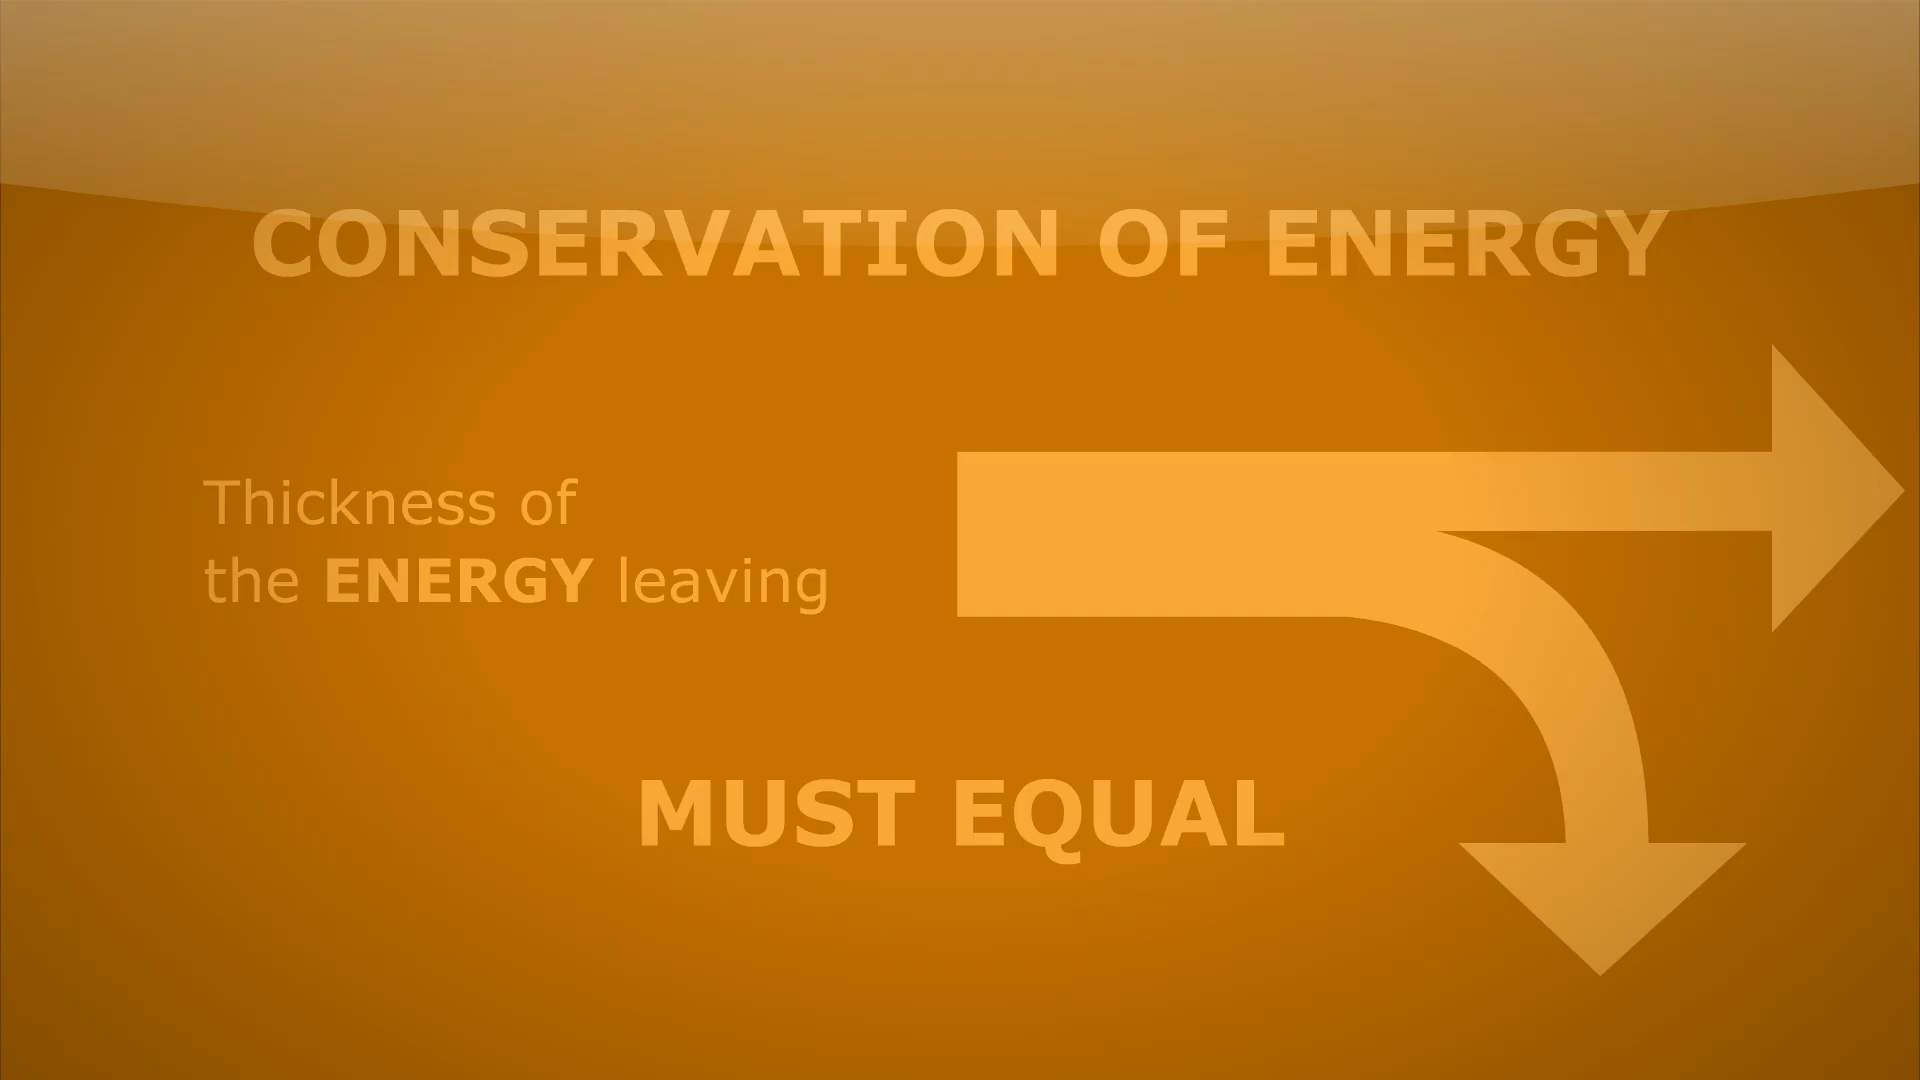 CONSERVATION OF ENERGY
Thickness of
the ENERGY leaving
MUST EQUAL